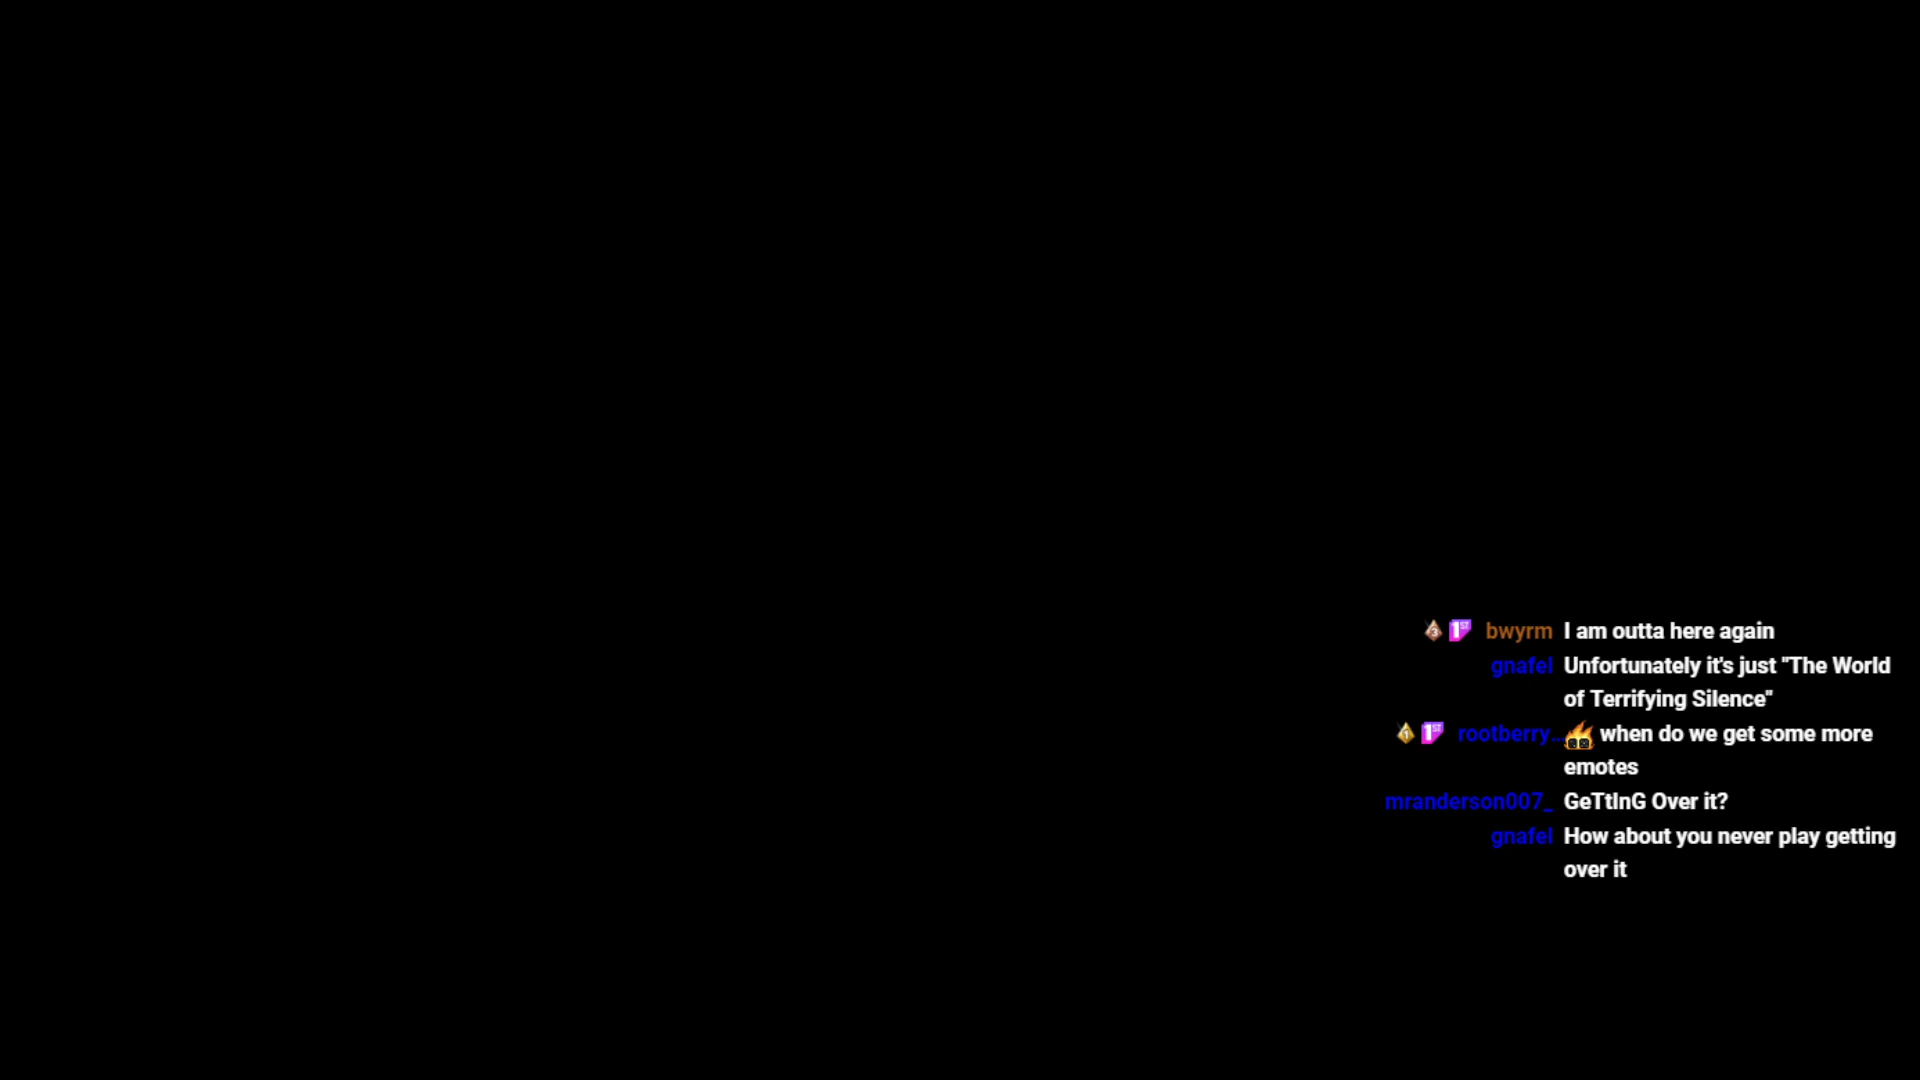 bwyrm I am outta here again
gnafel Unfortunately it's just "The World
of Terrifying Silence"
rootberry... when do we get some more
emotes
mranderson007_ GeTtInG Over it?
gnafel How about you never play getting
over it